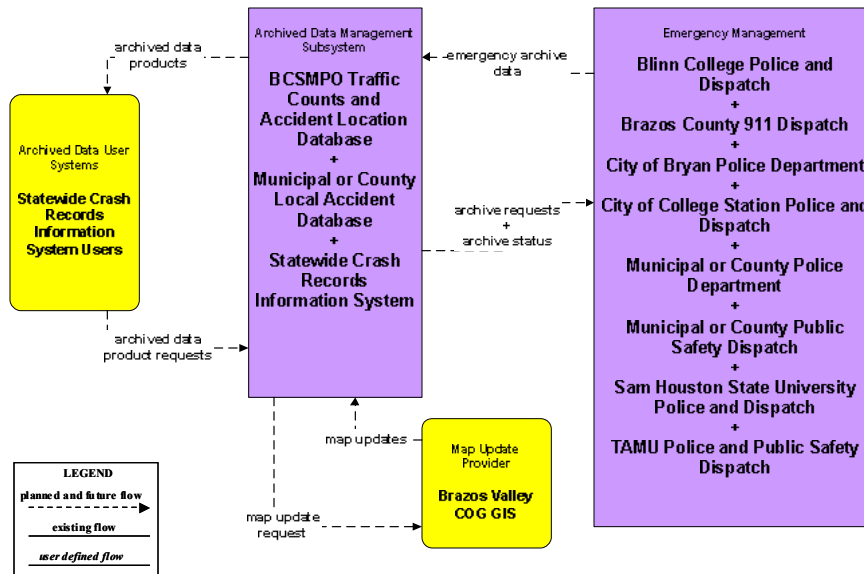 archived data
products
Archived Data User
Systems
Statewide Crash
Records
Information
System Users
archived data
product requests
Archived Data Management
Subsystem
BCSMPO Traffic
Counts and
Accident Location
Database
+
Municipal or County
Local Accident
Database
+
Statewide Crash
Records
Information System
emergency archive
data
archive requests
+
archive status
Emergency Management
Blinn College Police and
Dispatch
+
Brazos County 911 Dispatch
+
City of Bryan Police Department
+
City of College Station Police and
Dispatch
+
Municipal or County Police
Department
+
Municipal or County Public
Safety Dispatch
+
Sam Houston State University
Police and Dispatch
+
TAMU Police and Public Safety
Dispatch
map updates
map update
request
Map Update
Provider
Brazos Valley
COG GIS
LEGEND
planned and future flow
existing flow
user defined flow